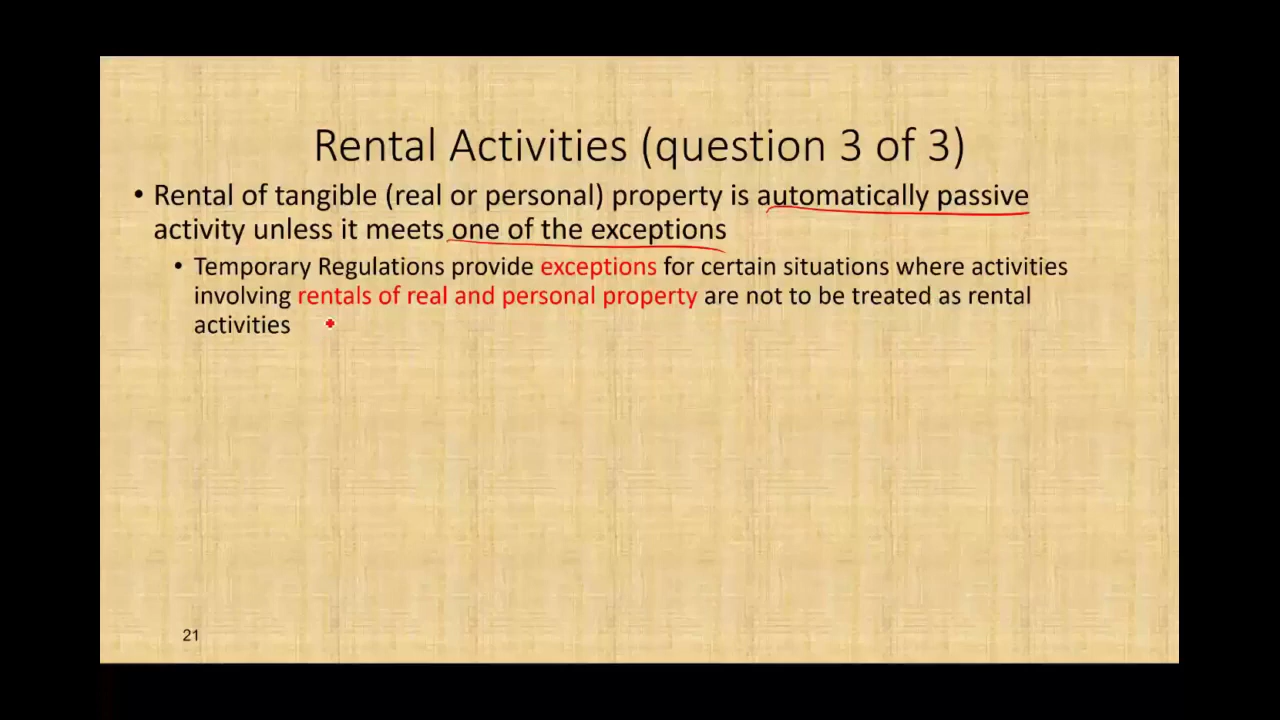 Rental Activities (question 3 of 3)
• Rental of tangible (real or personal) property is automatically passive
activity unless it meets one of the exceptions
• Temporary Regulations provide exceptions for certain situations where activities
involving rentals of real and personal property are not to be treated as rental
activities
21